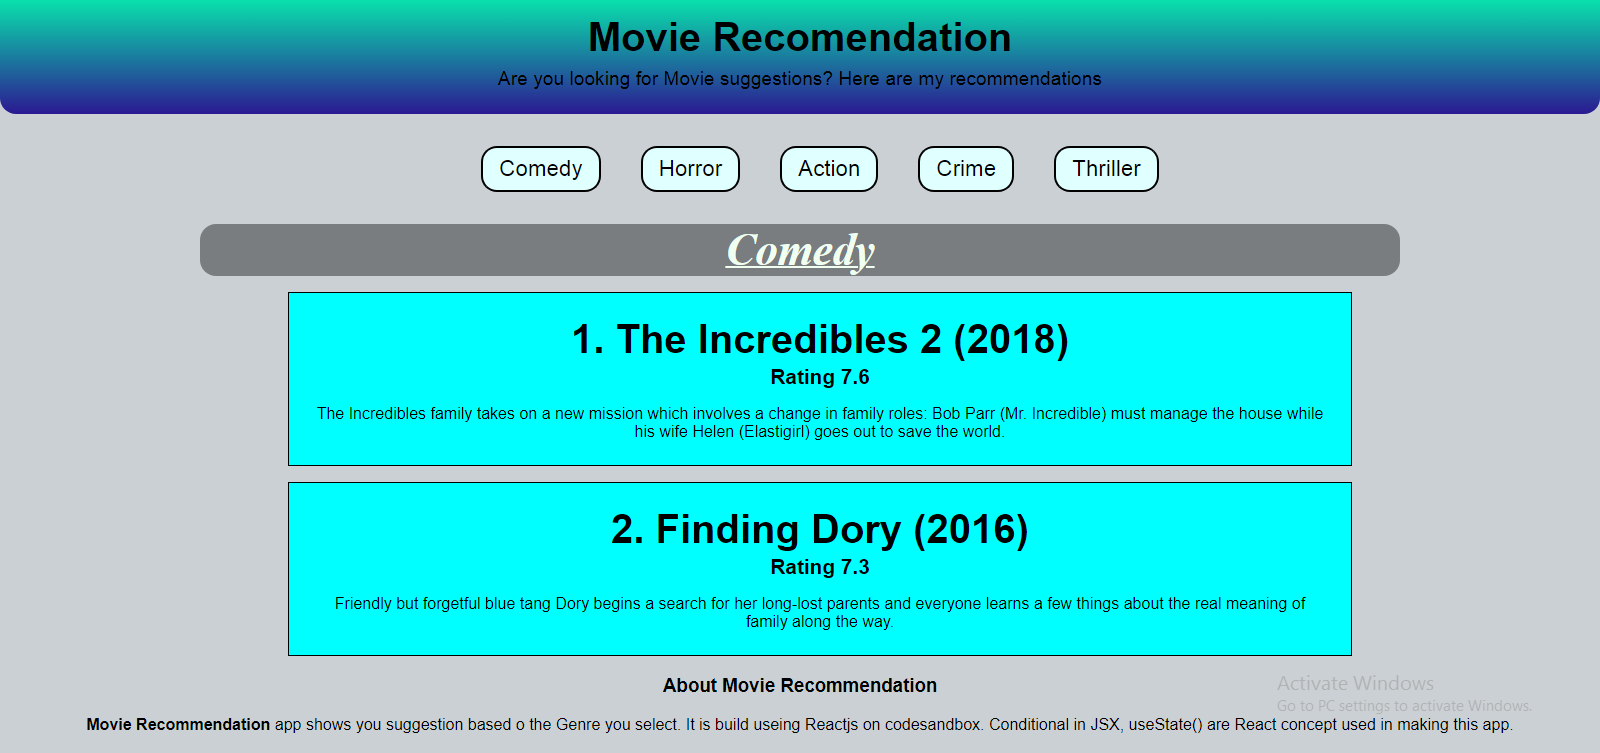 Movie Recomendation
Are you looking for Movie suggestions? Here are my recommendations
Comedy Horror Action Crime Thriller
Comedy
1. The Incredibles 2 (2018)
Rating 7.6
The Incredibles family takes on a new mission which involves a change in family roles: Bob Parr (Mr. Incredible) must manage the house while
his wife Helen (Elastigirl) goes out to save the world.
2. Finding Dory (2016)
Rating 7.3
Friendly but forgetful blue tang Dory begins a search for her long-lost parents and everyone learns a few things about the real meaning of
family along the way.
About Movie Recommendation
Activate Windows
Go to PC settings to activate Windows.
Movie Recommendation app shows you suggestion based o the Genre you select. It is build useing Reactjs on codesandbox. Conditional in JSX, useState() are React concept used in making this app.